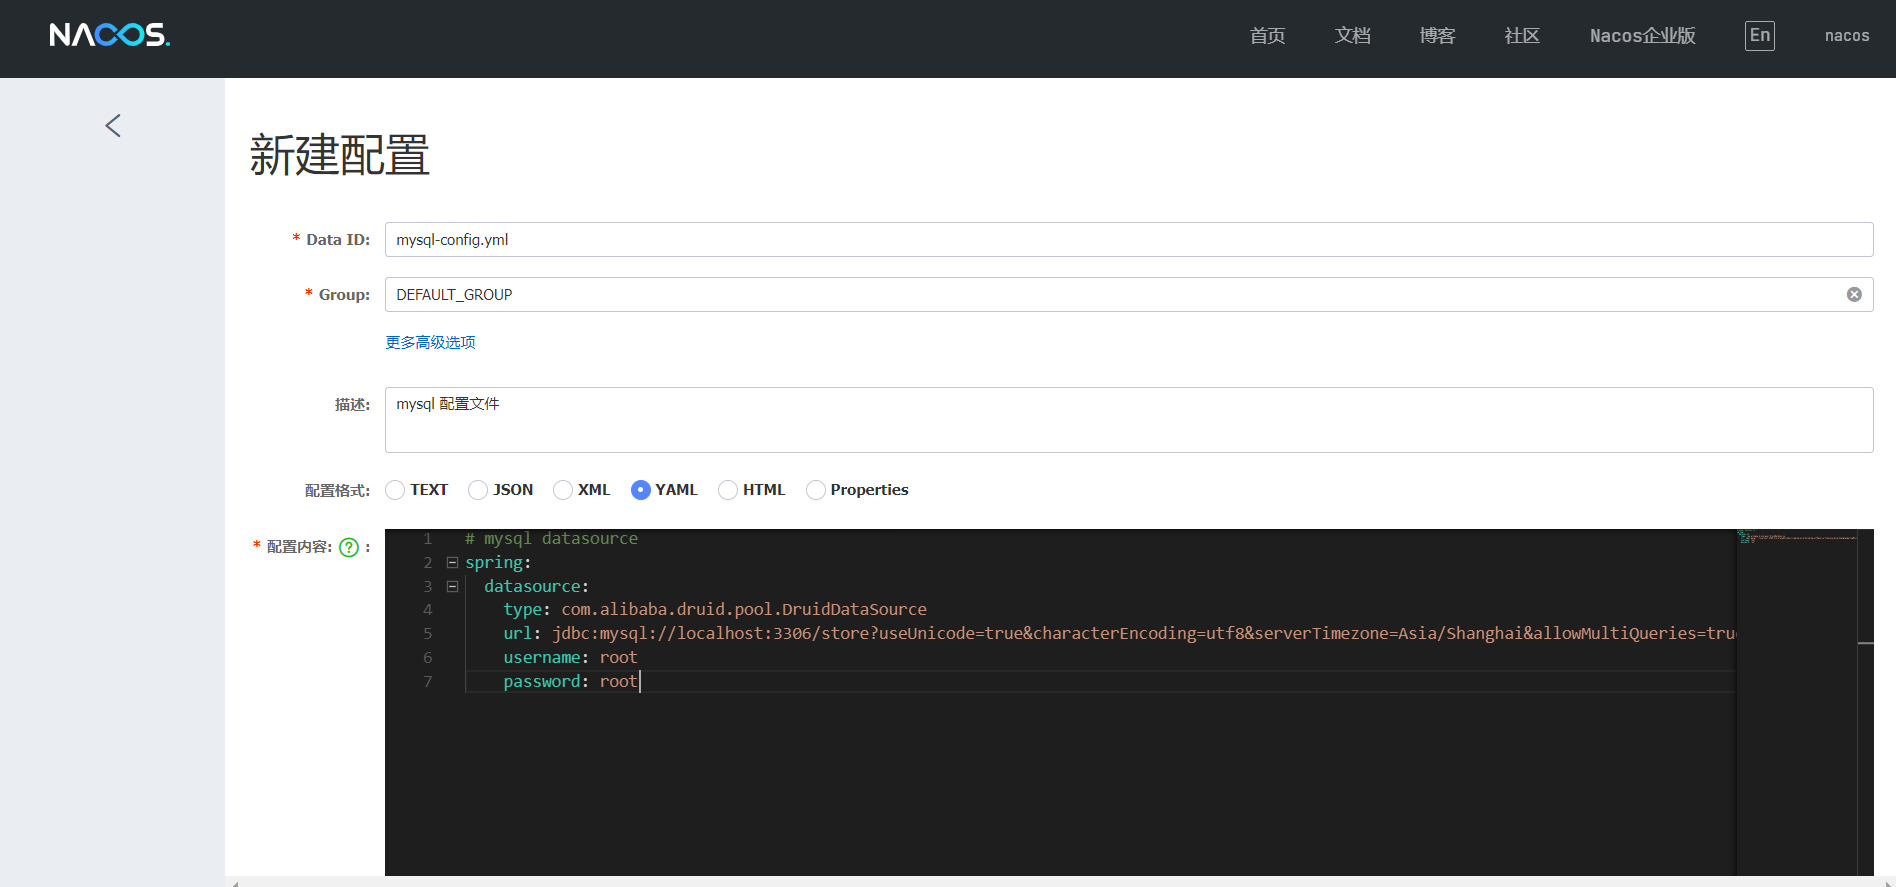 NACOS.
首页 文档 博客 社区 Nacos企业版 En nacos
新建配置
* Data ID: mysql-config.yml
* Group: DEFAULT_GROUP
更多高级选项
描述: mysql 配置文件
配置格式: TEXT JSON XML YAML HTML Properties
* 配置内容: ? :
1 # mysql datasource
2 spring:
3 datasource:
4 type: com.alibaba.druid.pool.DruidDataSource
5 url: jdbc:mysql://localhost:3306/store?useUnicode=true&characterEncoding=utf8&serverTimezone=Asia/Shanghai&allowMultiQueries=tru
6 username: root
7 password: root